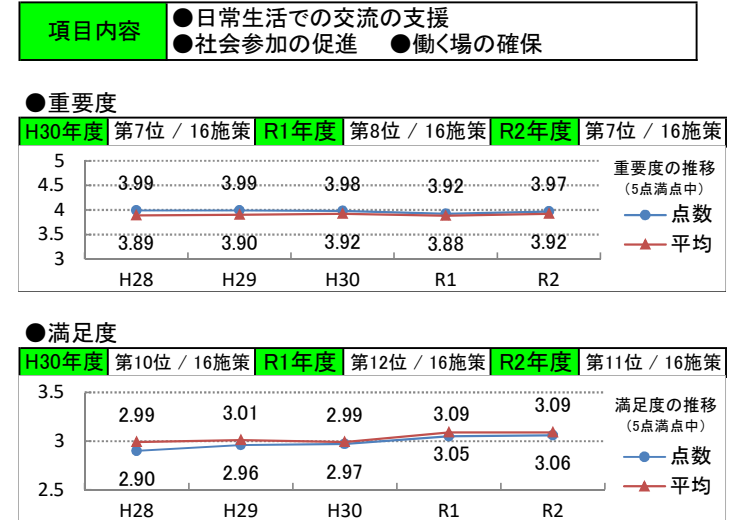 項目内容
●日常生活での交流の支援
●社会参加の促進　●働く場の確保
●重要度
H30年度 第7位 / 16施策 R1年度 第8位 / 16施策 R2年度 第7位 / 16施策
重要度の推移
（5点満点中）
点数
平均
5
4.5
4
3.5
3
3.99 3.99 3.98 3.92 3.97
3.89 3.90 3.92 3.88 3.92
H28 H29 H30 R1 R2
●満足度
H30年度 第10位 / 16施策 R1年度 第12位 / 16施策 R2年度 第11位 / 16施策
満足度の推移
（5点満点中）
点数
平均
3.5
3
2.5
2.99 3.01 2.99 3.09 3.09
2.90 2.96 2.97 3.05 3.06
H28 H29 H30 R1 R2